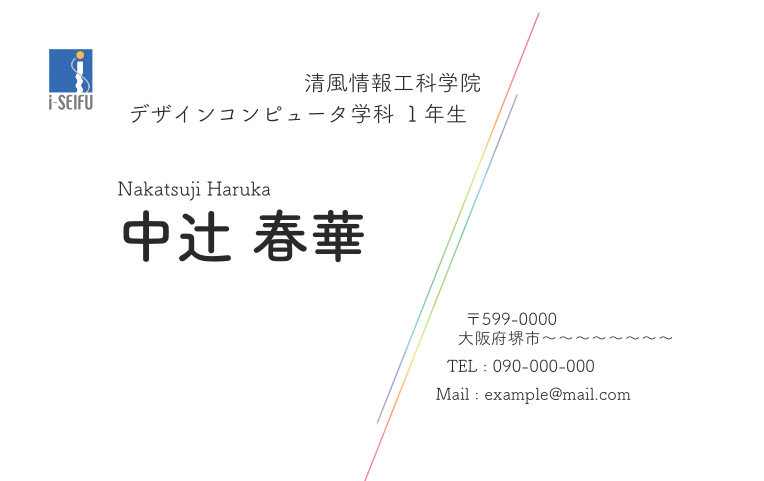 i-SEIFU
清風情報工科学院
デザインコンピュータ学科 １年生
Nakatsuji Haruka
中辻 春華
〒599-0000
大阪府堺市～～～～～～～～
TEL : 090-000-000
Mail : example@mail.com